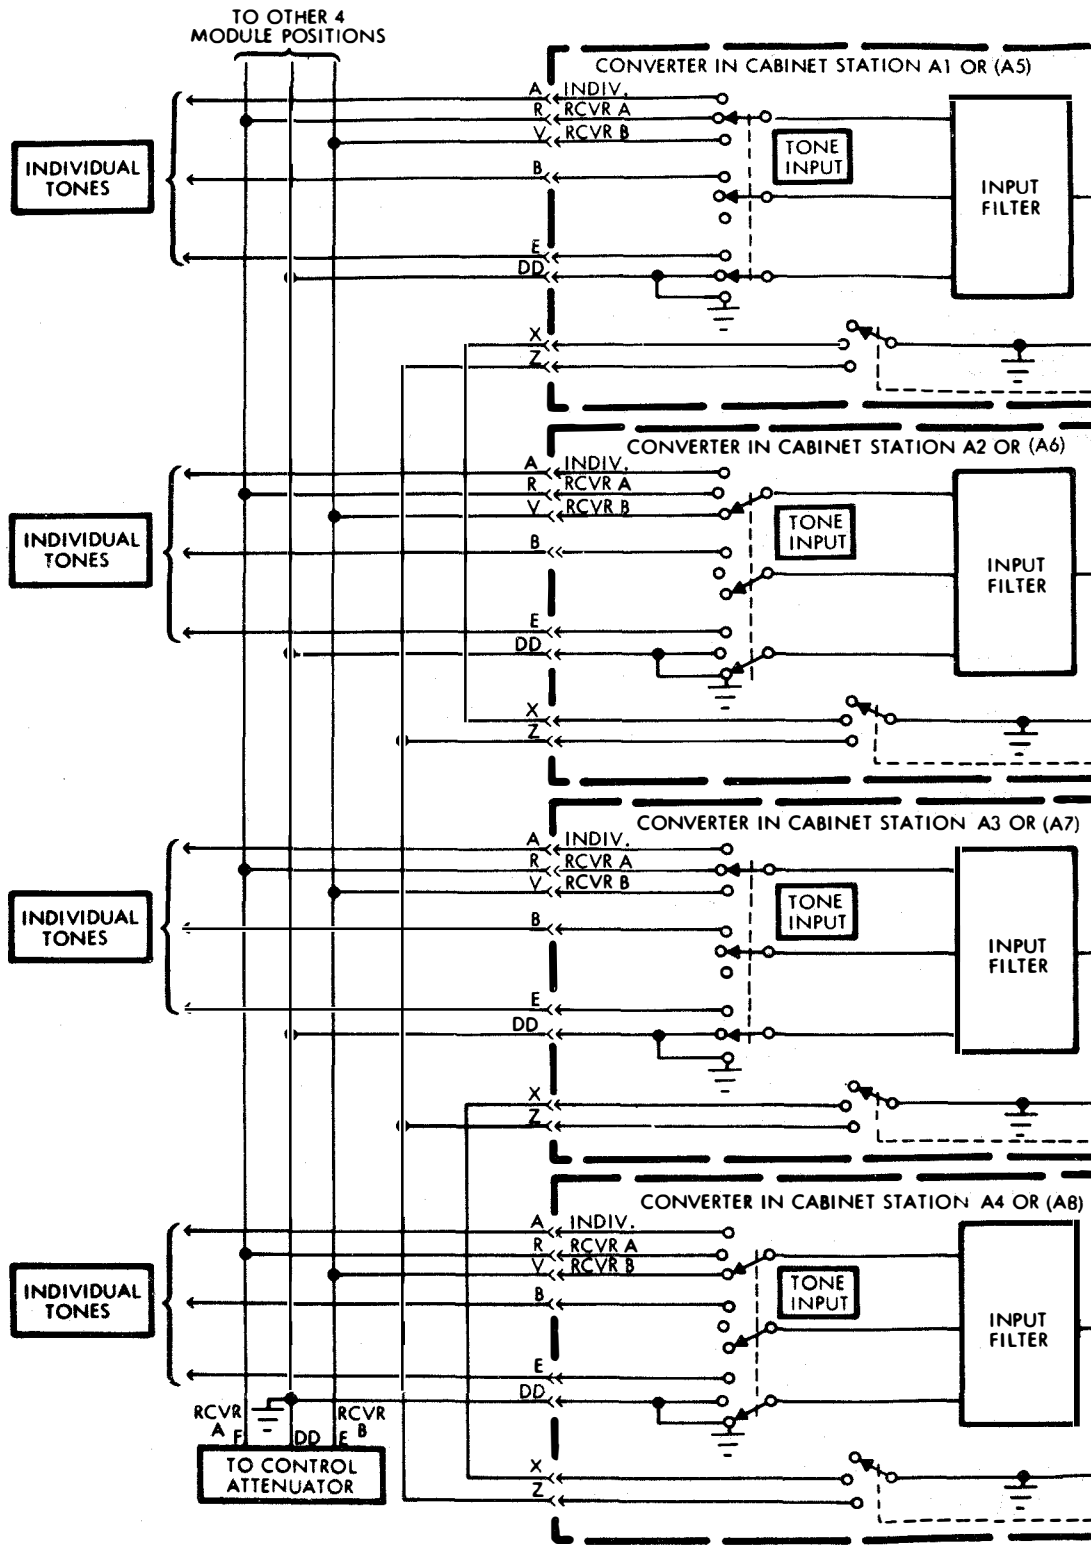 TO OTHER 4
MODULE POSITIONS
CONVERTER IN CABINET STATION A1 OR (A5)
A INDIV.
R RCVR A
V RCVR B
TONE
INPUT
INDIVIDUAL
TONES
B
INPUT
FILTER
E
DD
X
Z
CONVERTER IN CABINET STATION A2 OR (A6)
A INDIV.
R RCVR A
V RCVR B
TONE
INPUT
INDIVIDUAL
TONES
B
INPUT
FILTER
E
DD
X
Z
CONVERTER IN CABINET STATION A3 OR (A7)
A INDIV.
R RCVR A
V RCVR B
TONE
INPUT
INDIVIDUAL
TONES
B
INPUT
FILTER
E
DD
X
Z
CONVERTER IN CABINET STATION A4 OR (A8)
A INDIV.
R RCVR A
V RCVR B
TONE
INPUT
INDIVIDUAL
TONES
B
INPUT
FILTER
E
DD
RCVR
A
RCVR
B
F DD E
TO CONTROL
ATTENUATOR
X
Z